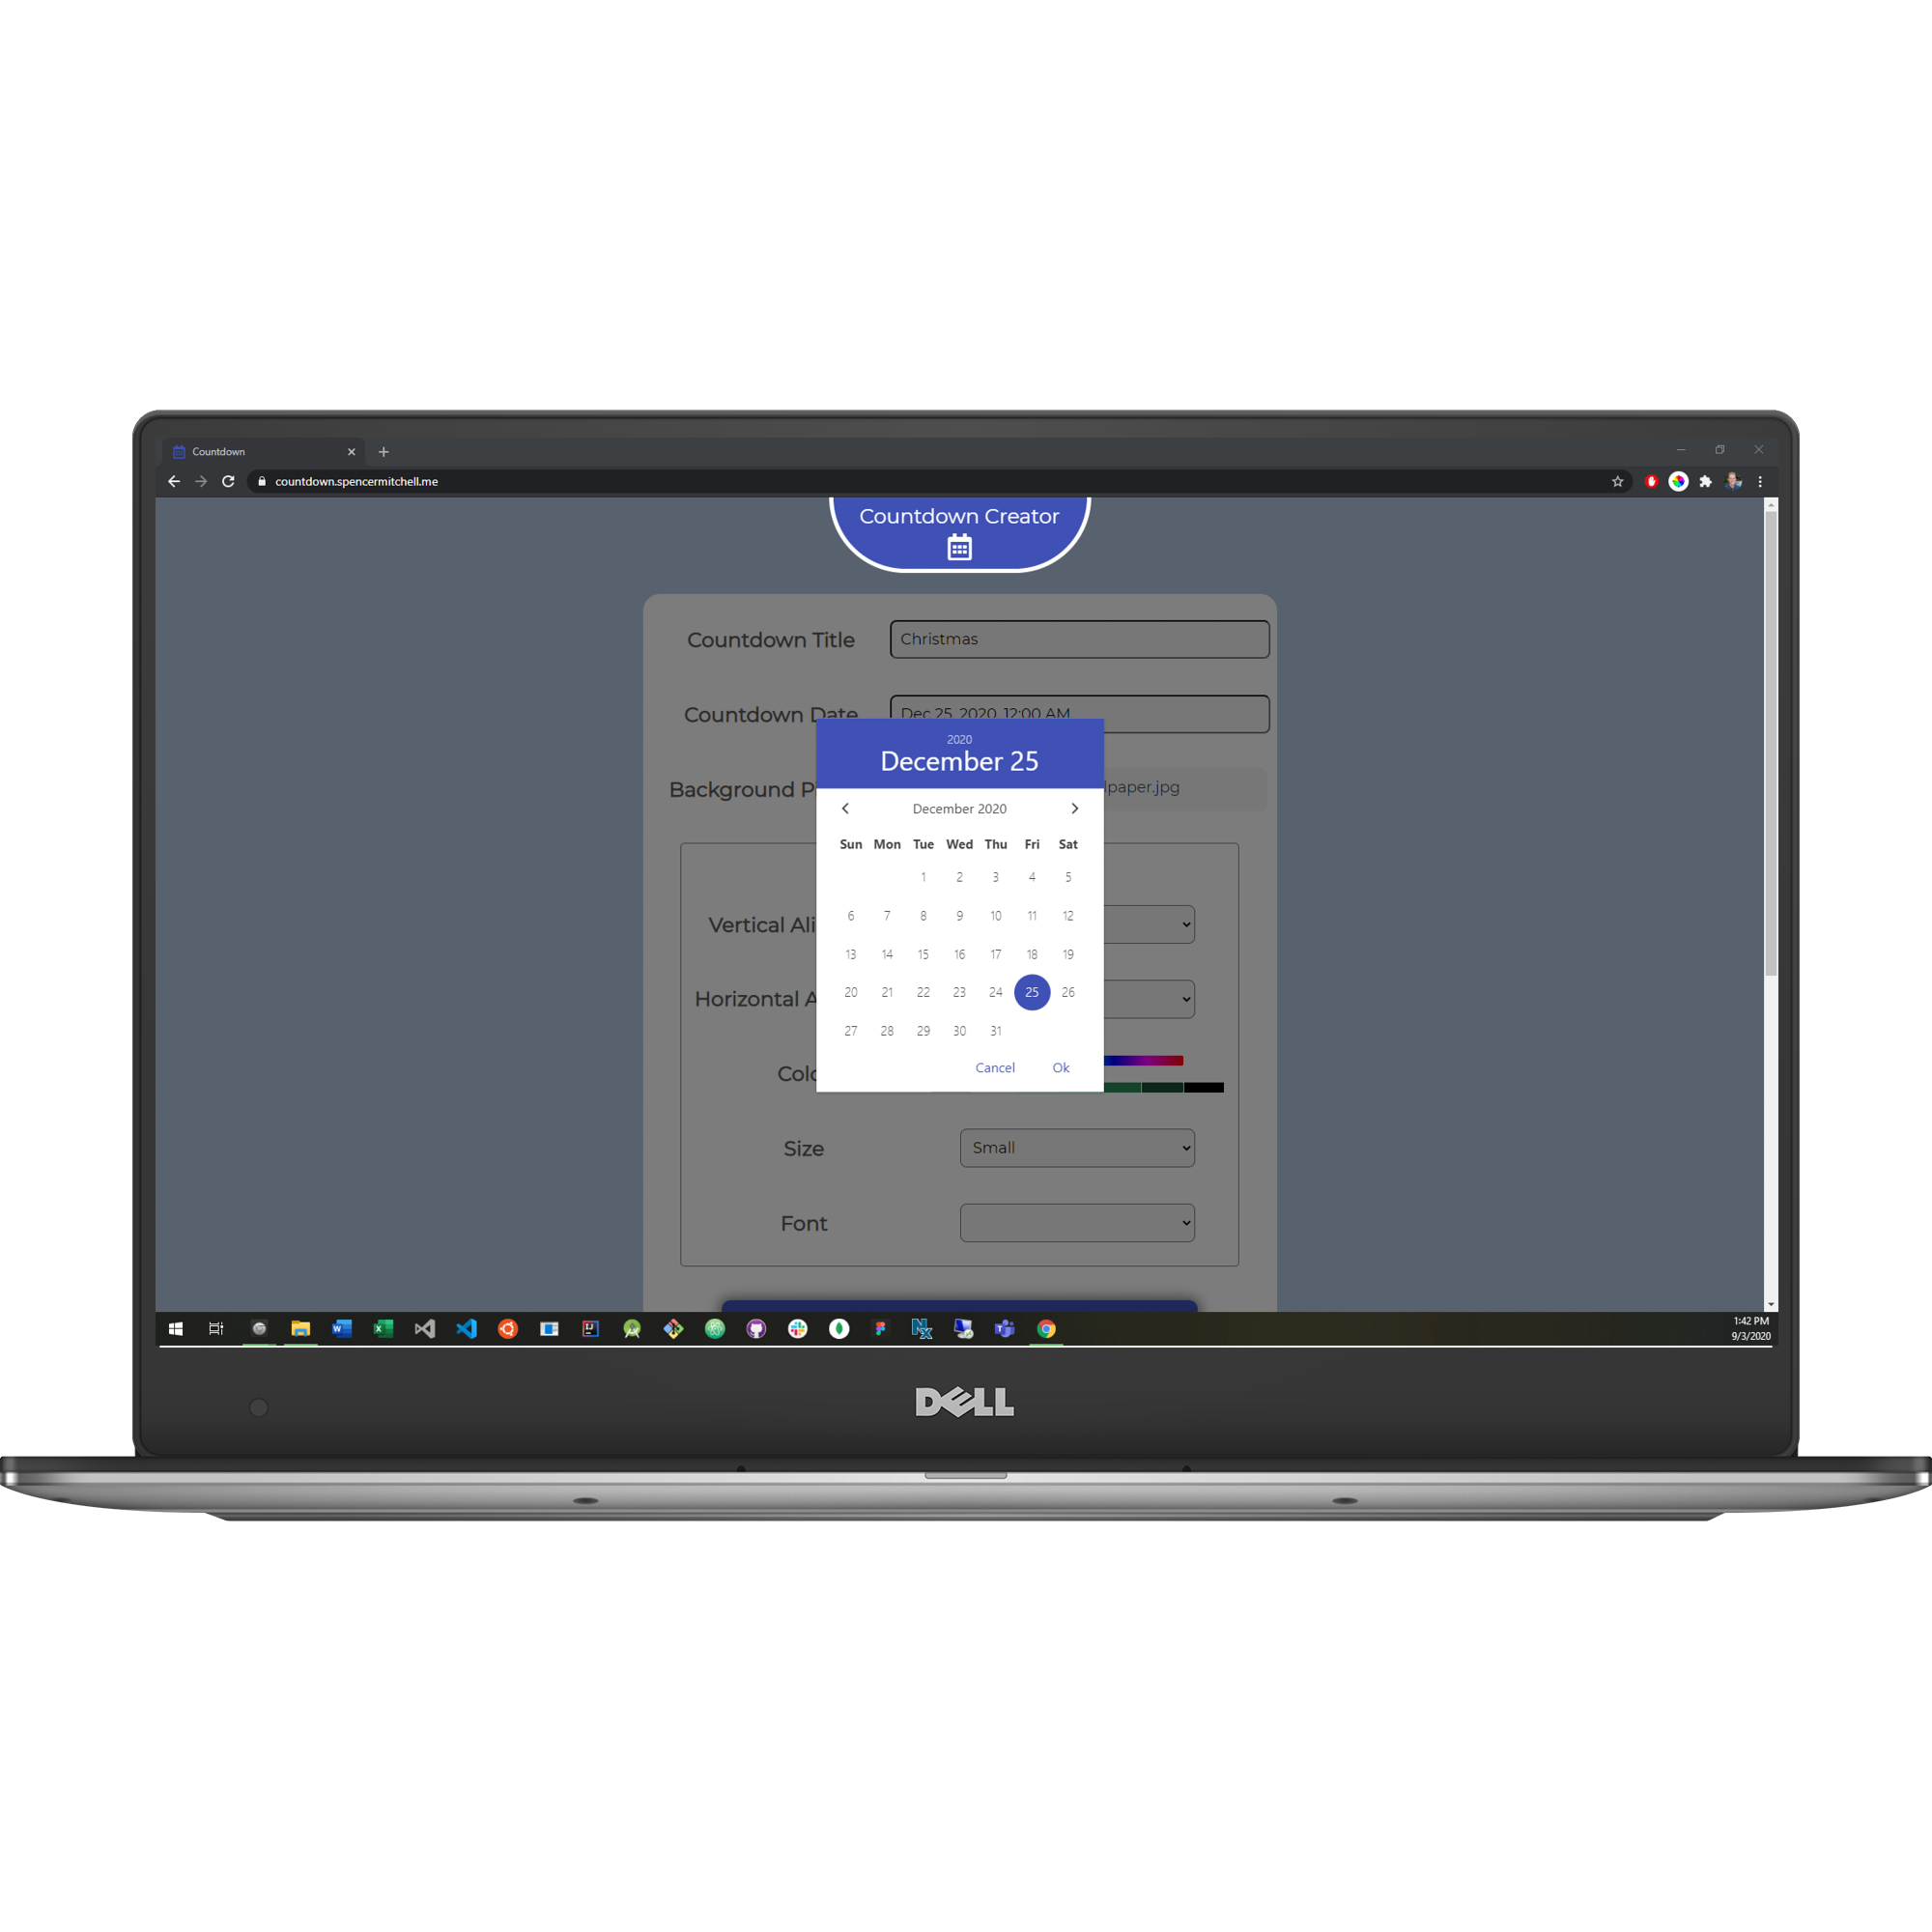 Countdown
countdown.spencermitchell.me
Countdown Creator
Countdown Title
Christmas
Countdown Date
Dec 25, 2020, 12:00 AM
Background P
lpaper.jpg
2020
December 25
December 2020
Sun Mon Tue Wed Thu Fri Sat
1 2 3 4 5
6 7 8 9 10 11 12
13 14 15 16 17 18 19
20 21 22 23 24 25 26
27 28 29 30 31
Cancel Ok
Vertical Ali
Horizontal A
Colo
Size
Small
Font
1:42 PM
9/3/2020
DELL